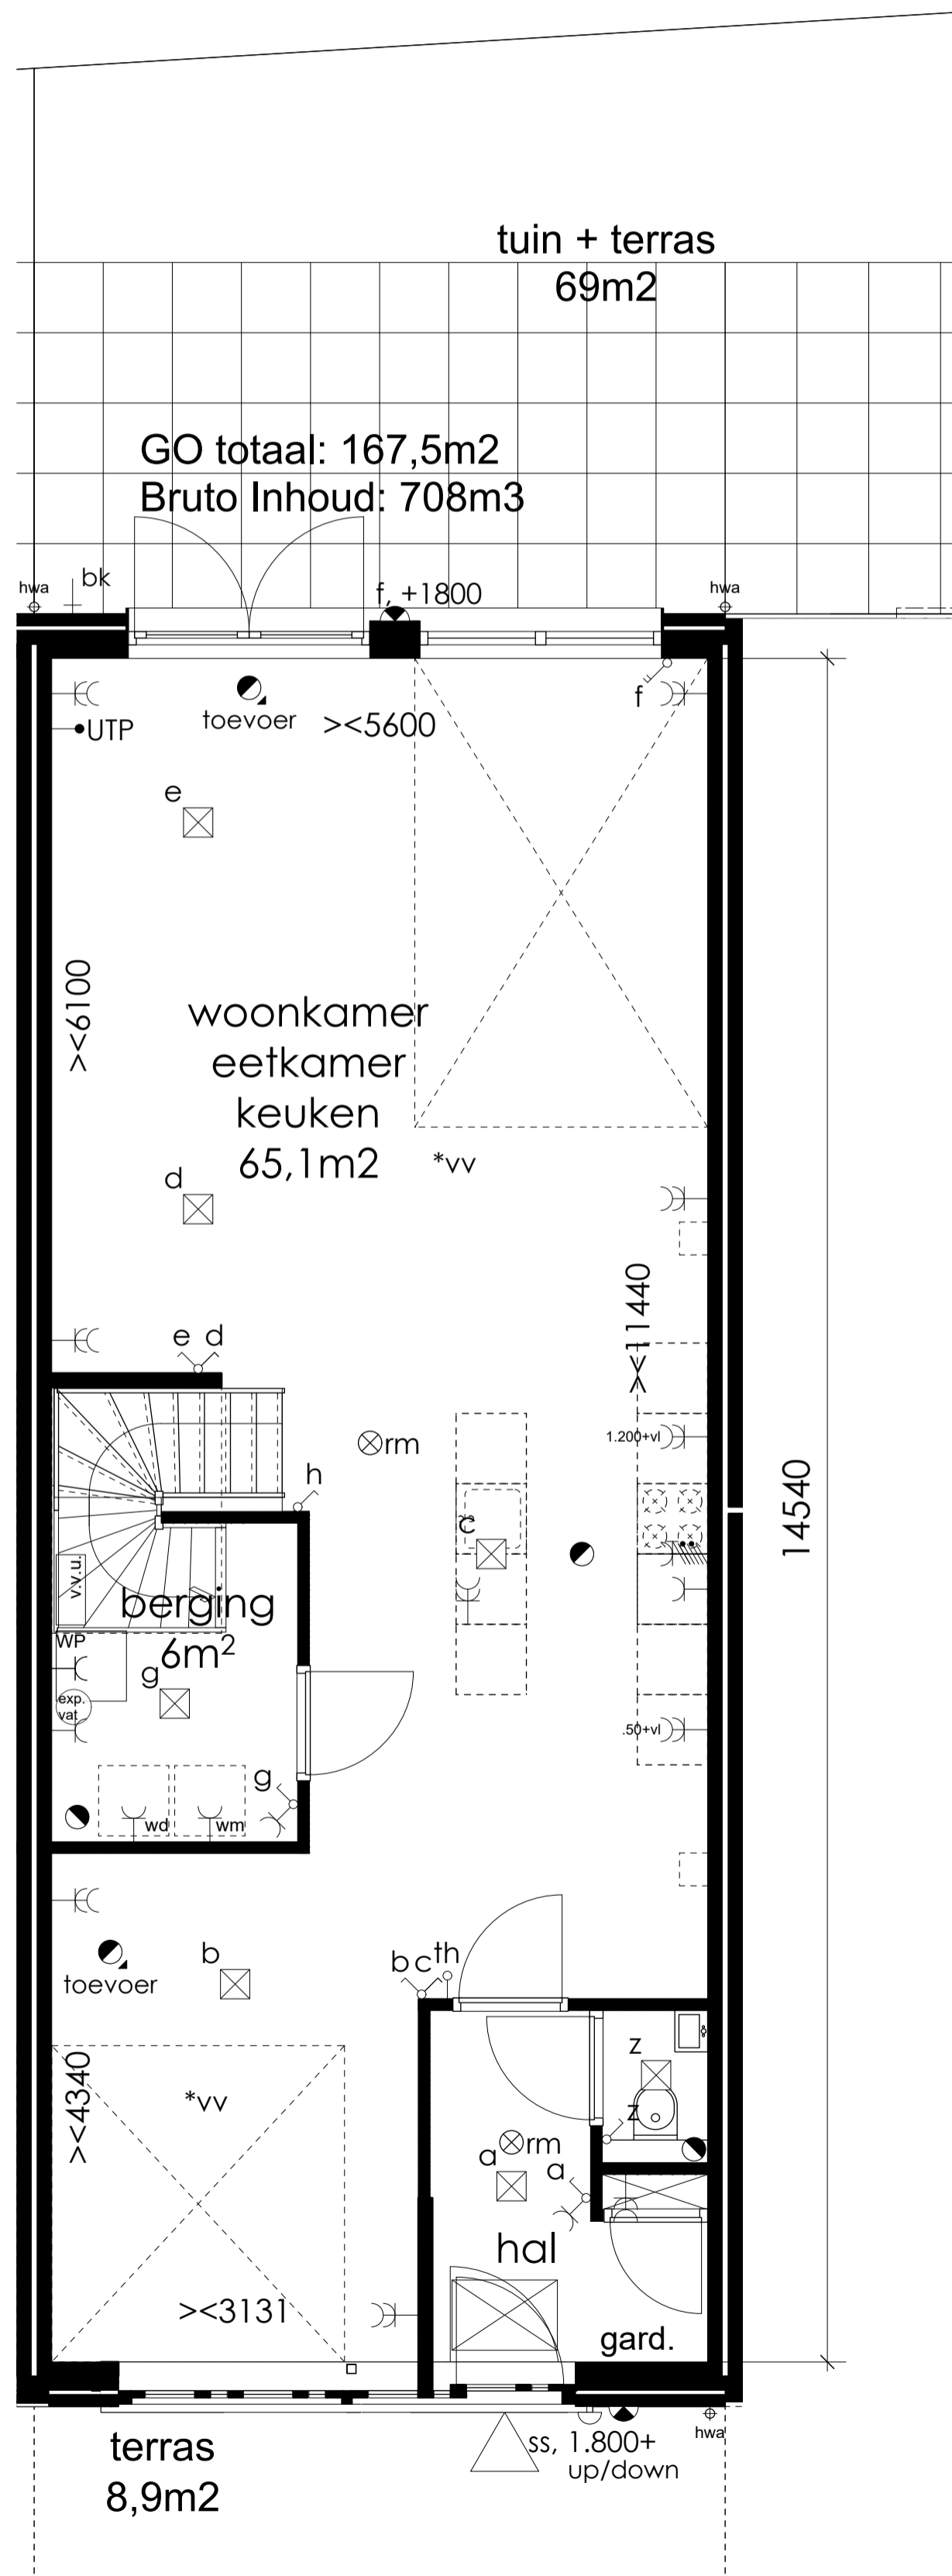 tuin + terras
69m2
GO totaal: 167,5m2
Bruto Inhoud: 708m3
hwa
bk
f, +1800
hwa
toevoer
><5600
f
UTP
e
><6100
woonkamer
eetkamer
keuken
65,1m2
*vv
d
><11440
e d
1.200+vl
rm
h
14540
c
v.v.u.
berging
6m²
WP
g
exp.
vat
.50+vl
g
wd
wm
toevoer
b
b c th
z
><4340
*vv
z
rm
a
a
hal
><3131
gard.
terras
8,9m2
ss, 1.800+
up/down
hwa